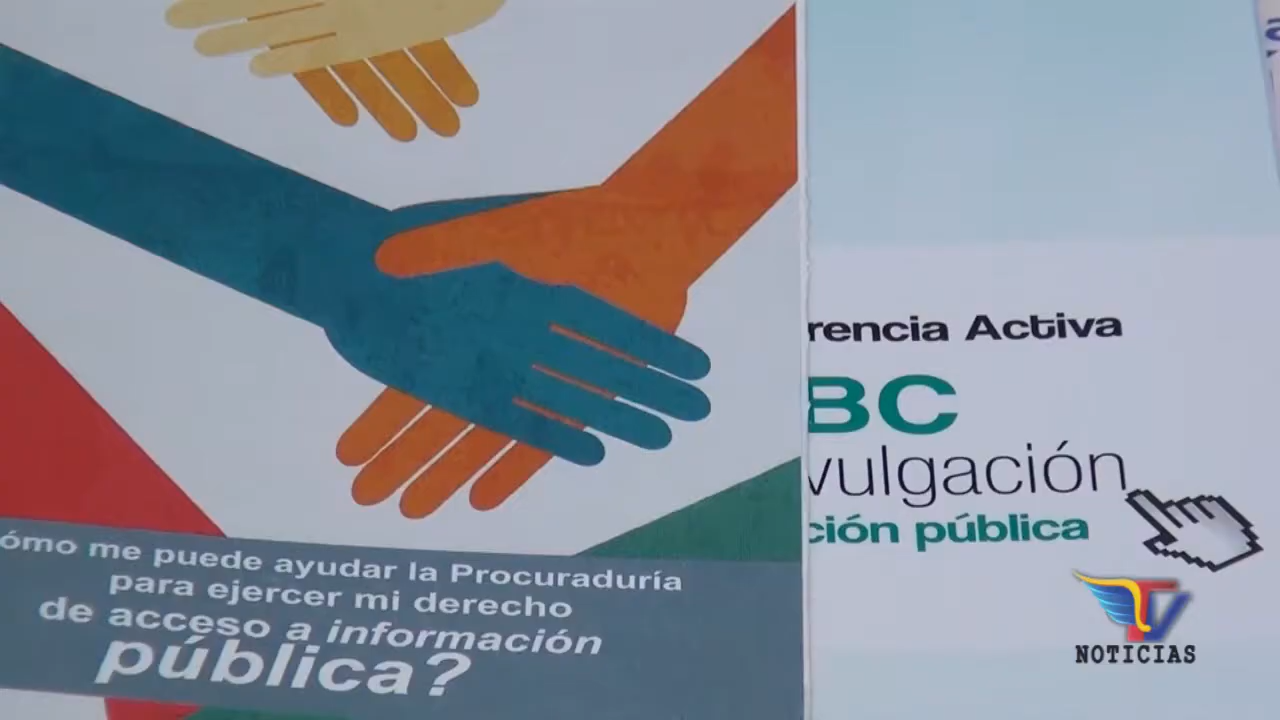 ómo me puede ayudar la Procuraduría
para ejercer mi derecho
de acceso a información
pública?
rencia Activa
BC
vulgación
ción pública
TV
NOTICIAS